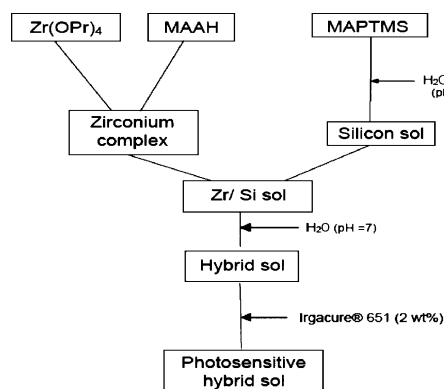 Zr(OPr)₄
MAAH
MAPTMS
H₂O
Zirconium
complex
Silicon sol
Zr/ Si sol
H₂O (pH =7)
Hybrid sol
Irgacure® 651 (2 wt%)
Photosensitive
hybrid sol